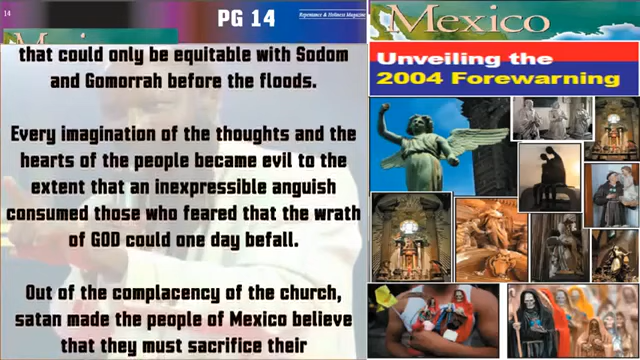 14
PG 14
Repentance & Holiness Magazine
that could only be equitable with Sodom
and Gomorrah before the floods.
Every imagination of the thoughts and the
hearts of the people became evil to the
extent that an inexpressible anguish
consumed those who feared that the wrath
of GOD could one day befall.
Out of the complacency of the church,
satan made the people of Mexico believe
that they must sacrifice their
Mexico
Unveiling the
2004 Forewarning